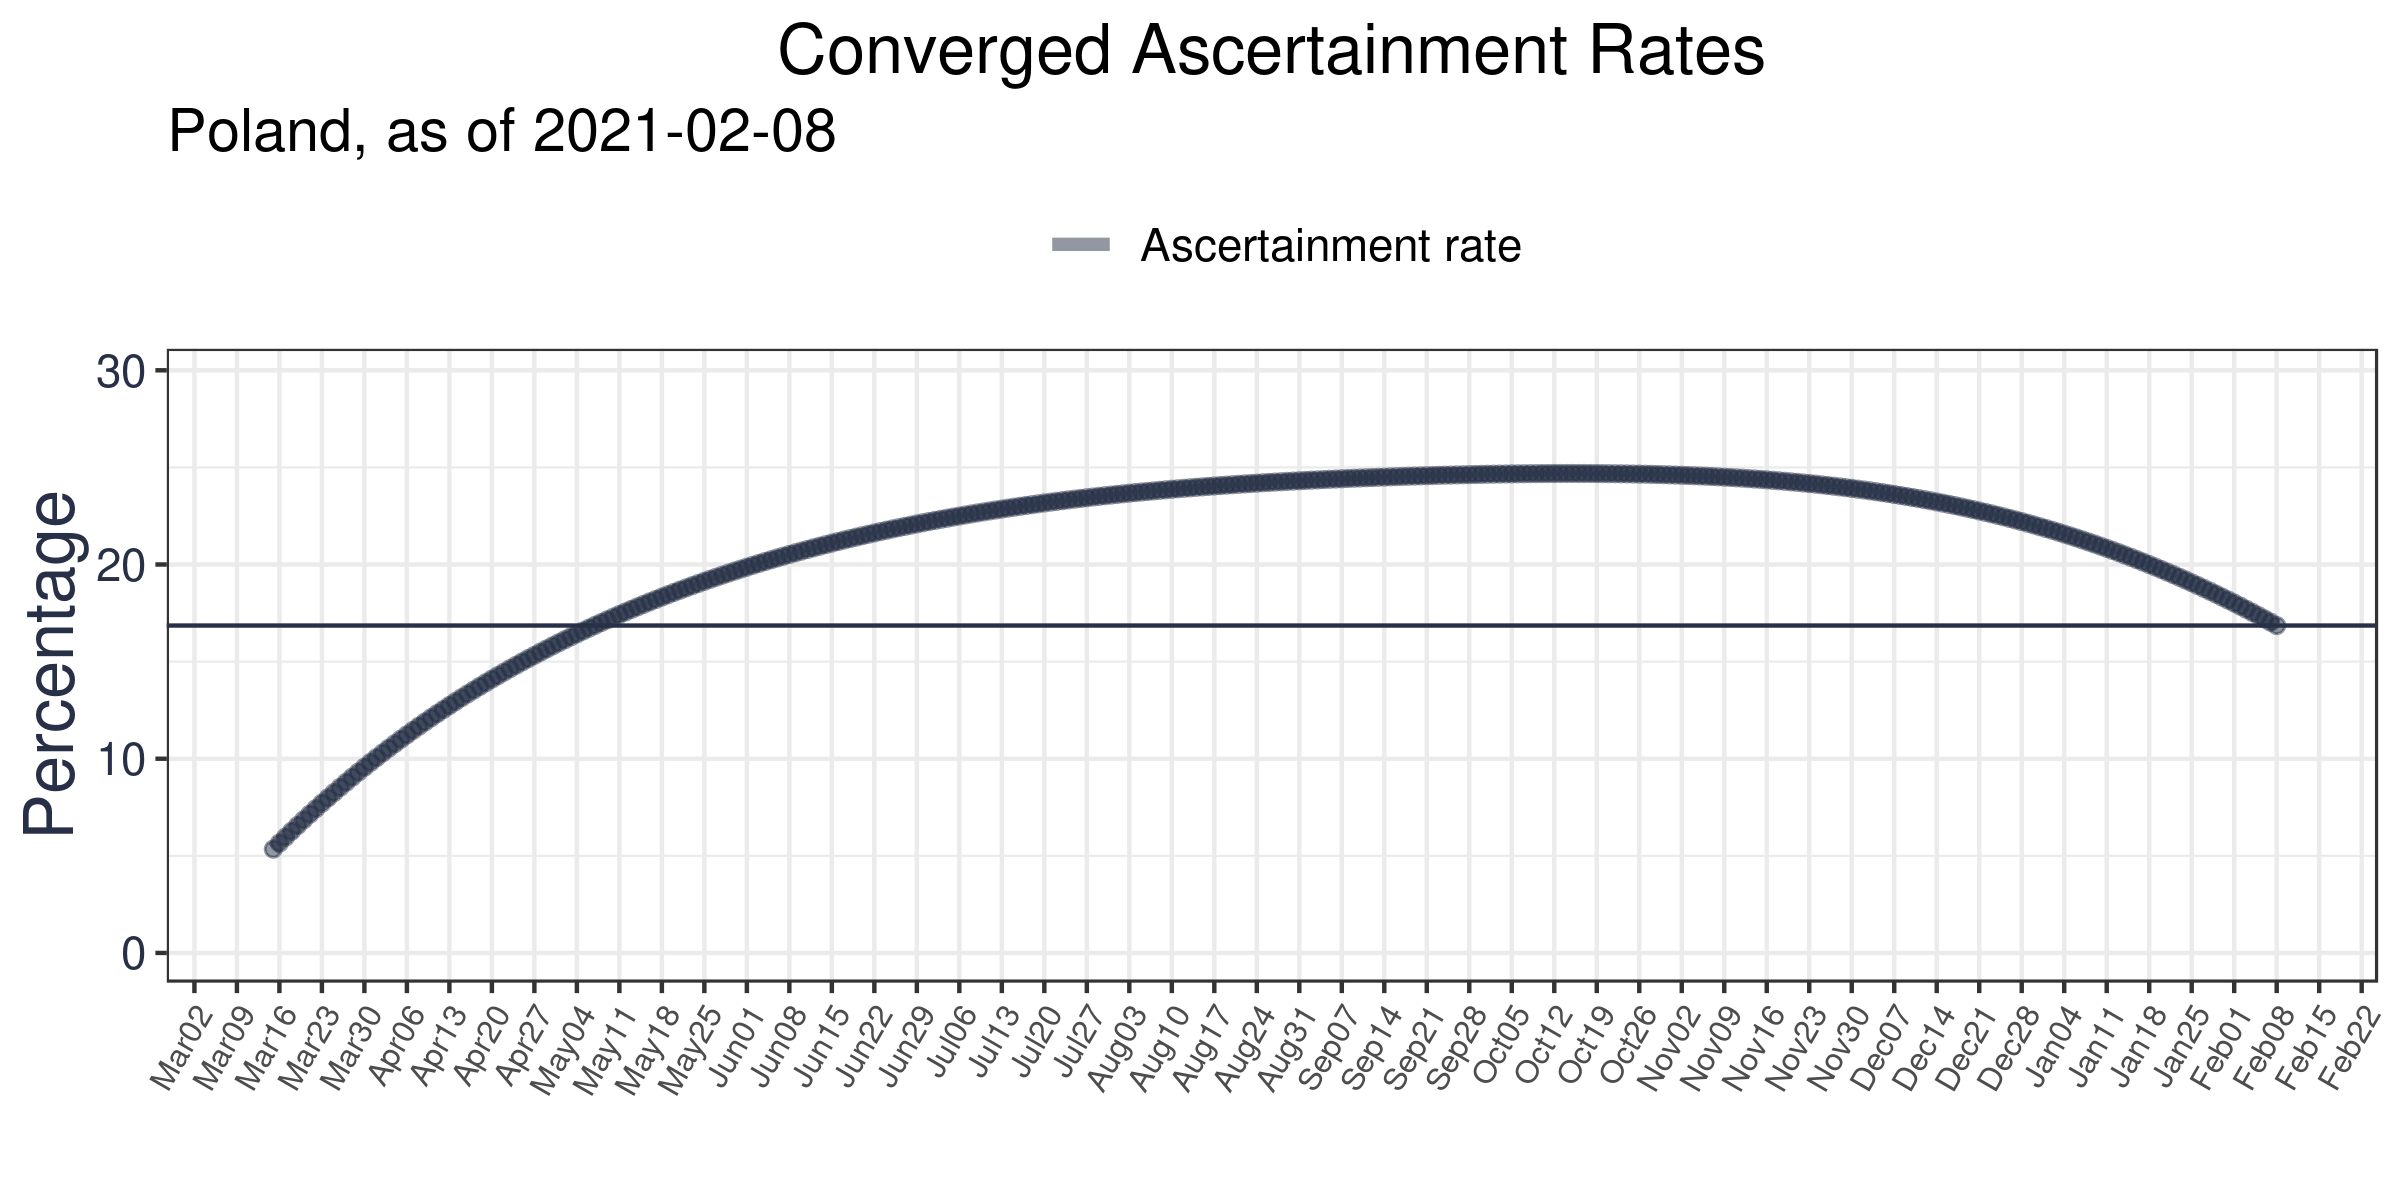 Converged Ascertainment Rates
Poland, as of 2021-02-08
Ascertainment rate
Percentage
30
20
10
0
Mar02 Mar09 Mar16 Mar23 Mar30 Apr06 Apr13 Apr20 Apr27 May04 May11 May18 May25 Jun01 Jun08 Jun15 Jun22 Jun29 Jul06 Jul13 Jul20 Jul27 Aug03 Aug10 Aug17 Aug24 Aug31 Sep07 Sep14 Sep21 Sep28 Oct05 Oct12 Oct19 Oct26 Nov02 Nov09 Nov16 Nov23 Nov30 Dec07 Dec14 Dec21 Dec28 Jan04 Jan11 Jan18 Jan25 Feb01 Feb08 Feb15 Feb22